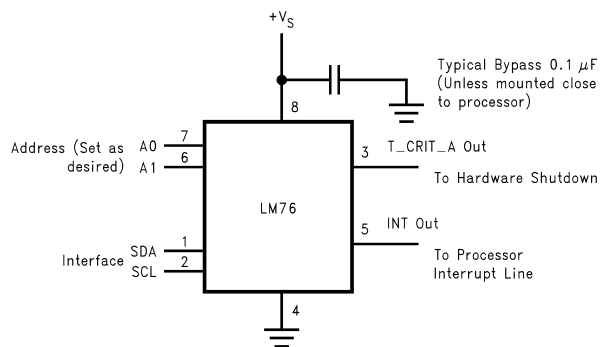 +VS
Typical Bypass 0.1 μF
(Unless mounted close
to processor)
8
Address (Set as
desired)
A0
7
A1
6
3
T_CRIT_A Out
To Hardware Shutdown
LM76
5
INT Out
To Processor
Interrupt Line
Interface
SDA
1
SCL
2
4